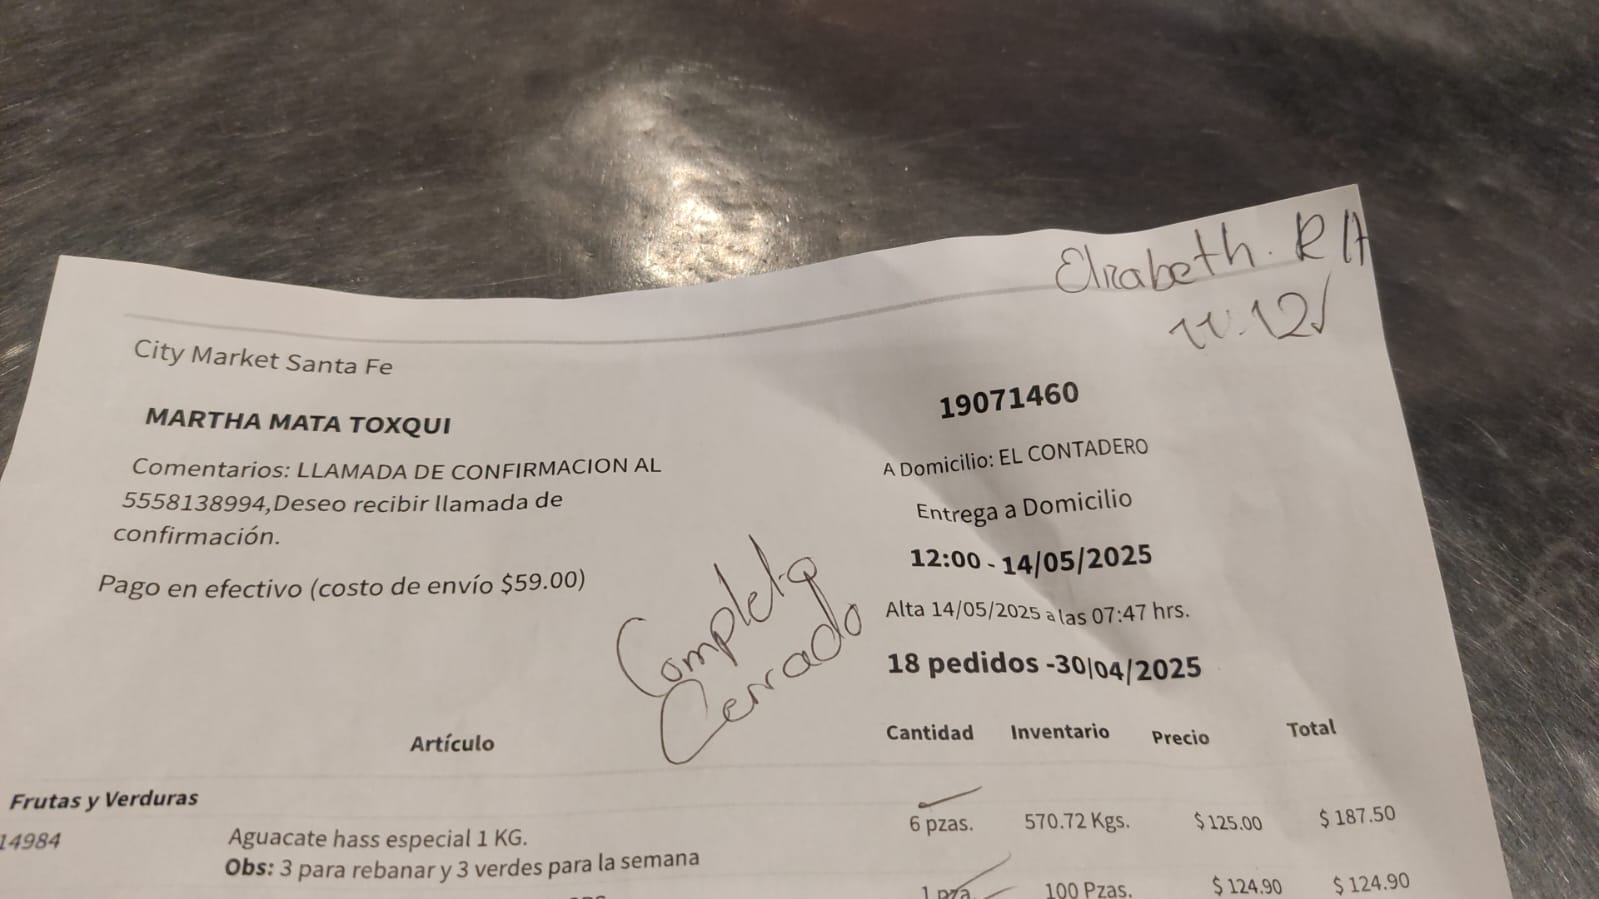 Elizabeth. R H
11:12
City Market Santa Fe
19071460
MARTHA MATA TOXQUI
A Domicilio: EL CONTADERO
Comentarios: LLAMADA DE CONFIRMACION AL
5558138994,Deseo recibir llamada de
confirmación.
Entrega a Domicilio
12:00 - 14/05/2025
Pago en efectivo (costo de envío $59.00)
Alta 14/05/2025 a las 07:47 hrs.
Completo
Cerrado
18 pedidos -30/04/2025
Artículo Cantidad Inventario Precio Total
Frutas y Verduras
14984 Aguacate hass especial 1 KG. 6 pzas. 570.72 Kgs. $ 125.00 $ 187.50
Obs: 3 para rebanar y 3 verdes para la semana
1 pza. 100 Pzas. $ 124.90 $ 124.90